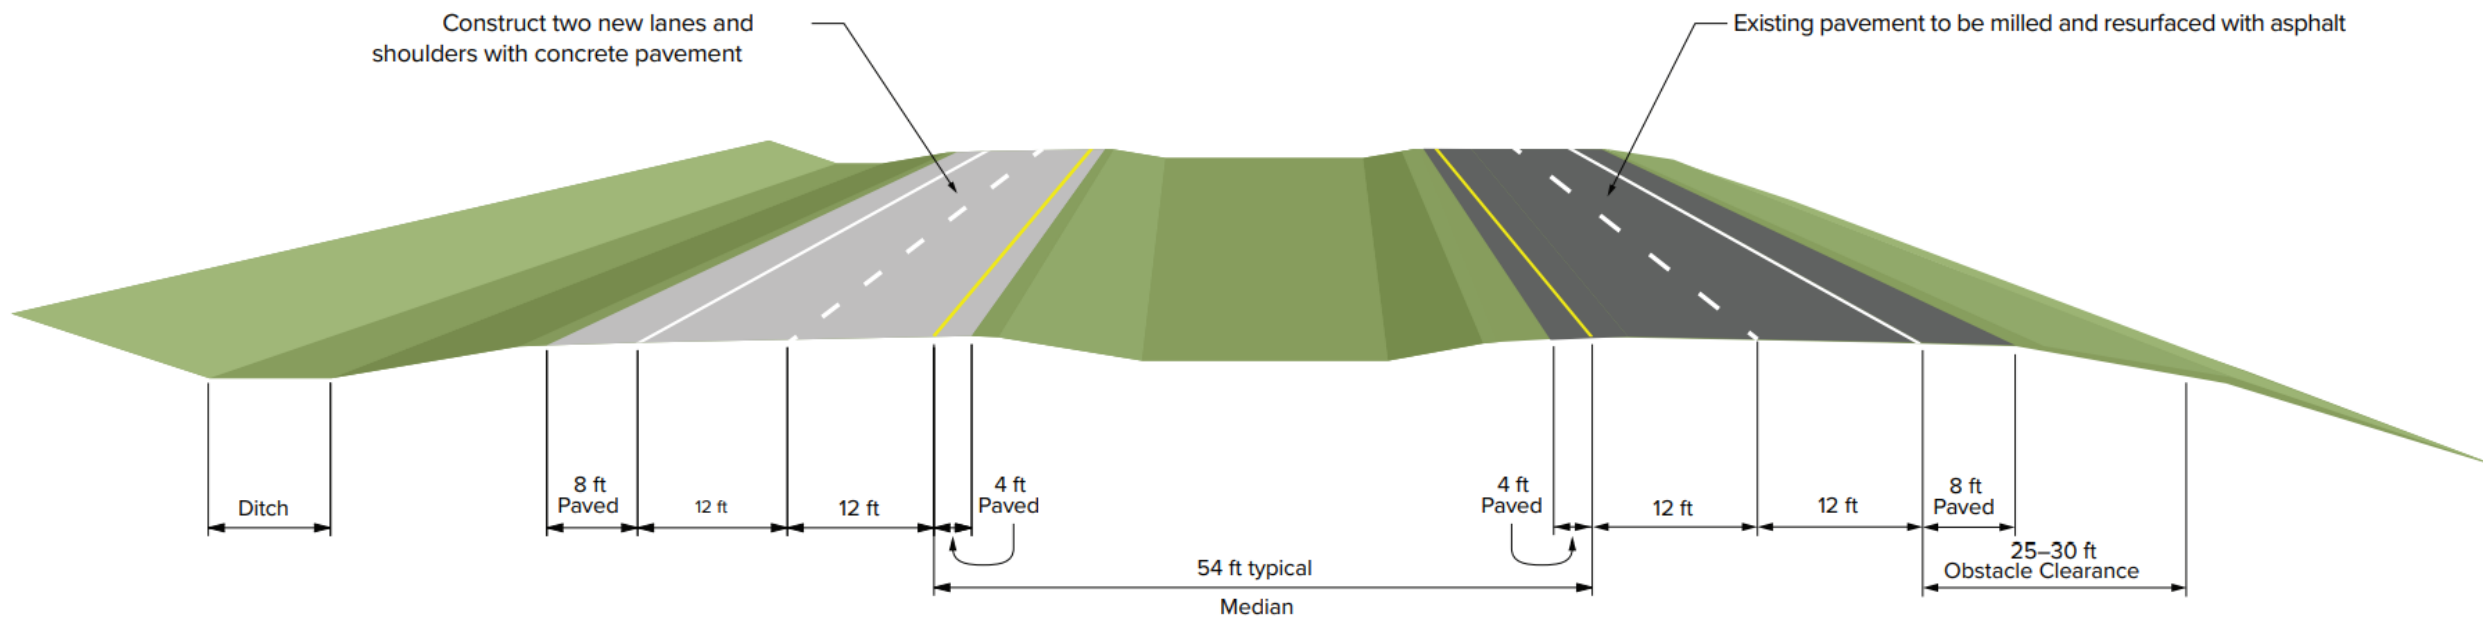 Construct two new lanes and
shoulders with concrete pavement
Existing pavement to be milled and resurfaced with asphalt
Ditch
8 ft
Paved
12 ft
12 ft
4 ft
Paved
4 ft
Paved
12 ft
12 ft
8 ft
Paved
54 ft typical
Median
25–30 ft
Obstacle Clearance